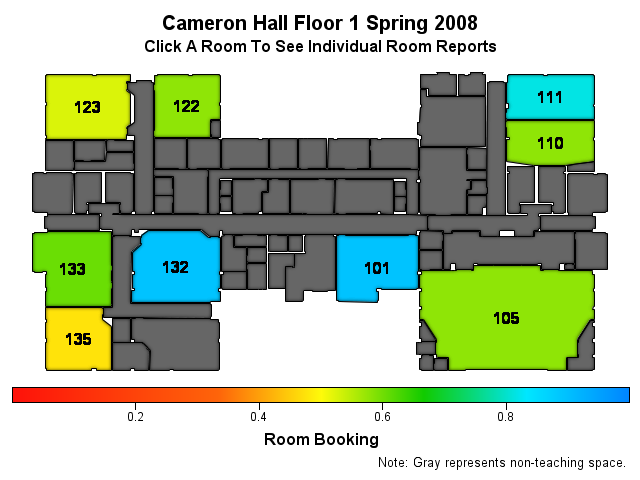 Cameron Hall Floor 1 Spring 2008
Click A Room To See Individual Room Reports
123
122
111
110
133
132
101
105
135
0.2 0.4 0.6 0.8
Room Booking
Note: Gray represents non-teaching space.